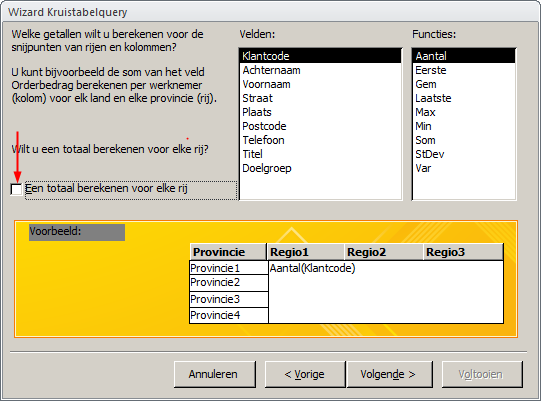 Wizard Kruistabelquery
Welke getallen wilt u berekenen voor de
snijpunten van rijen en kolommen?
U kunt bijvoorbeeld de som van het veld
Orderbedrag berekenen per werknemer
(kolom) voor elk land en elke provincie (rij).
Wilt u een totaal berekenen voor elke rij?
Een totaal berekenen voor elke rij
Velden:
Klantcode
Achternaam
Voornaam
Straat
Plaats
Postcode
Telefoon
Titel
Doelgroep
Functies:
Aantal
Eerste
Gem
Laatste
Max
Min
Som
StDev
Var
Voorbeeld:
Provincie Regio1 Regio2 Regio3
Provincie1 Aantal(Klantcode)
Provincie2
Provincie3
Provincie4
Annuleren < Vorige Volgende > Voltooien